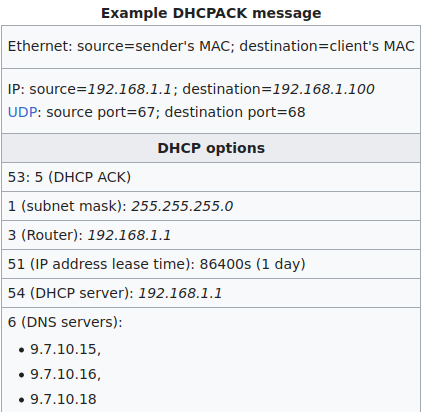 Example DHCPACK message
Ethernet: source=sender's MAC; destination=client's MAC
IP: source=192.168.1.1; destination=192.168.1.100
UDP: source port=67; destination port=68
DHCP options
53: 5 (DHCP ACK)
1 (subnet mask): 255.255.255.0
3 (Router): 192.168.1.1
51 (IP address lease time): 86400s (1 day)
54 (DHCP server): 192.168.1.1
6 (DNS servers):
• 9.7.10.15,
• 9.7.10.16,
• 9.7.10.18